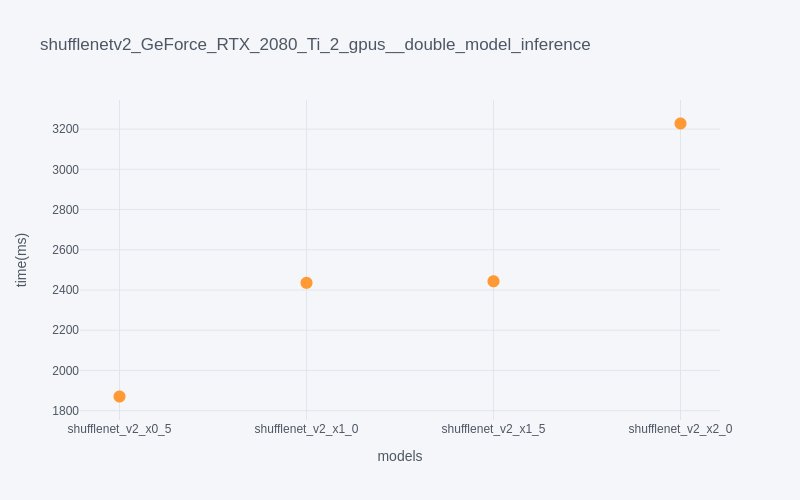 shufflenetv2_GeForce_RTX_2080_Ti_2_gpus__double_model_inference
3200
3000
2800
2600
2400
2200
2000
1800
time(ms)
shufflenet_v2_x0_5
shufflenet_v2_x1_0
shufflenet_v2_x1_5
shufflenet_v2_x2_0
models